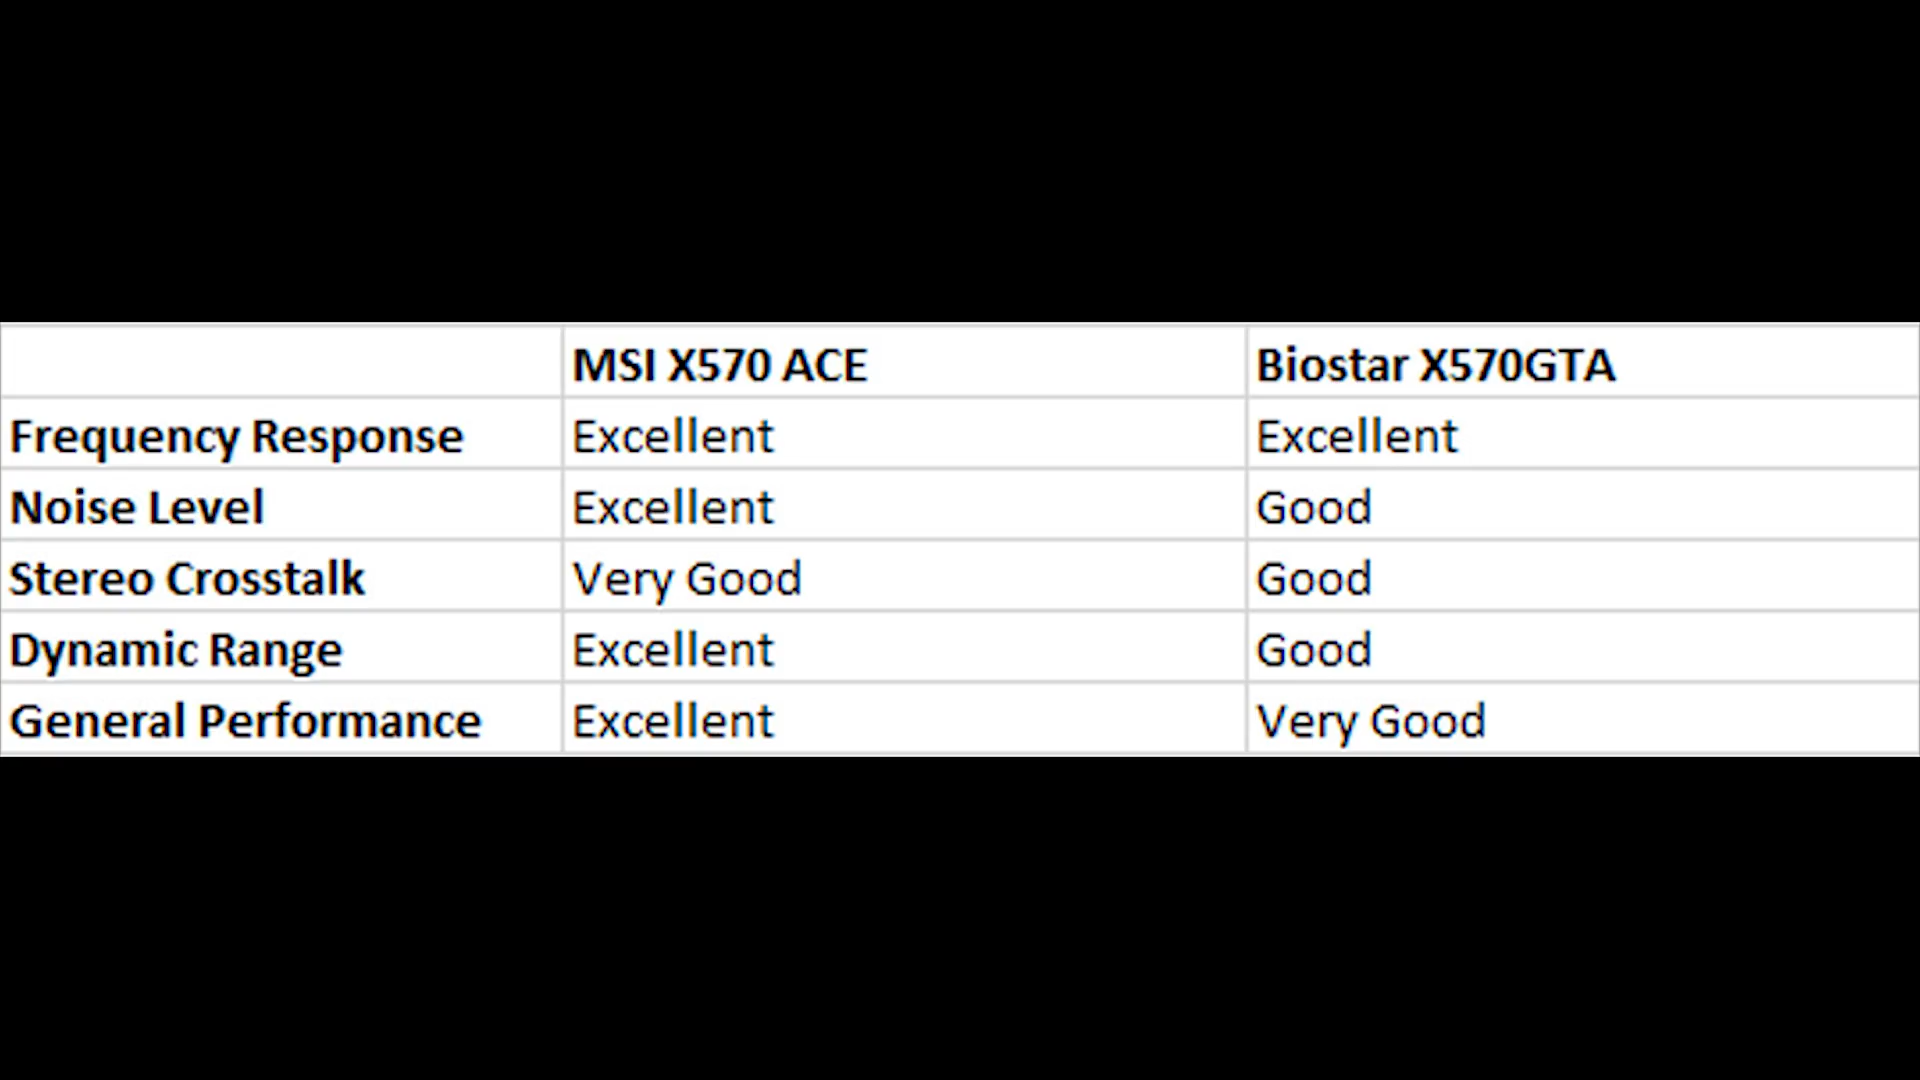 MSI X570 ACE Biostar X570GTA
Frequency Response Excellent Excellent
Noise Level Excellent Good
Stereo Crosstalk Very Good Good
Dynamic Range Excellent Good
General Performance Excellent Very Good